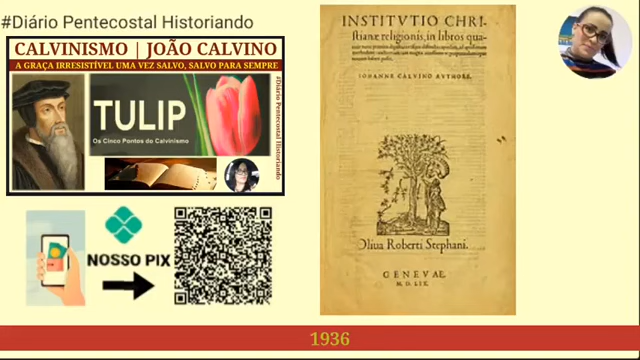 #Diário Pentecostal Historiando
CALVINISMO | JOÃO CALVINO
A GRAÇA IRRESISTÍVEL UMA VEZ SALVO, SALVO PARA SEMPRE
TULIP
Os Cinco Pontos do Calvinismo
#Diário Pentecostal Historiando
NOSSO PIX
INSTITVTIO CHRI-
stianæ religionis, in libros qua-
IOHANNE CALVINO AVTHORE.
Oliua Roberti Stephani.
GENEVAE.
M. D. LIX.
1936